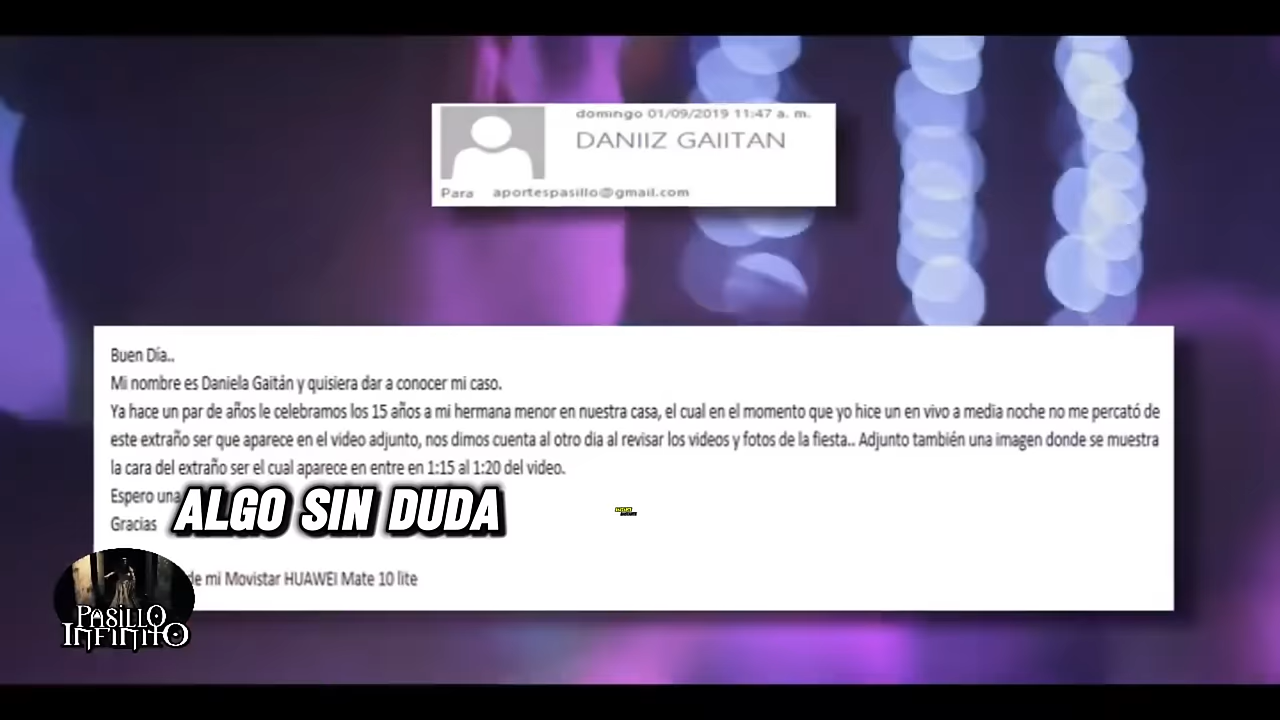 domingo 01/09/2019 11:47 a. m.
DANIIZ GAIITAN
Para aportespasillo@gmail.com
Buen Día..
Mi nombre es Daniela Gaitán y quisiera dar a conocer mi caso.
Ya hace un par de años le celebramos los 15 años a mi hermana menor en nuestra casa, el cual en el momento que yo hice un en vivo a media noche no me percató de
este extraño ser que aparece en el video adjunto, nos dimos cuenta al otro dia al revisar los videos y fotos de la fiesta.. Adjunto también una imagen donde se muestra
la cara del extraño ser el cual aparece en entre en 1:15 al 1:20 del video.
Espero una
ALGO SIN DUDA
Gracias
de mi Movistar HUAWEI Mate 10 lite
PASILLO
INFINITO